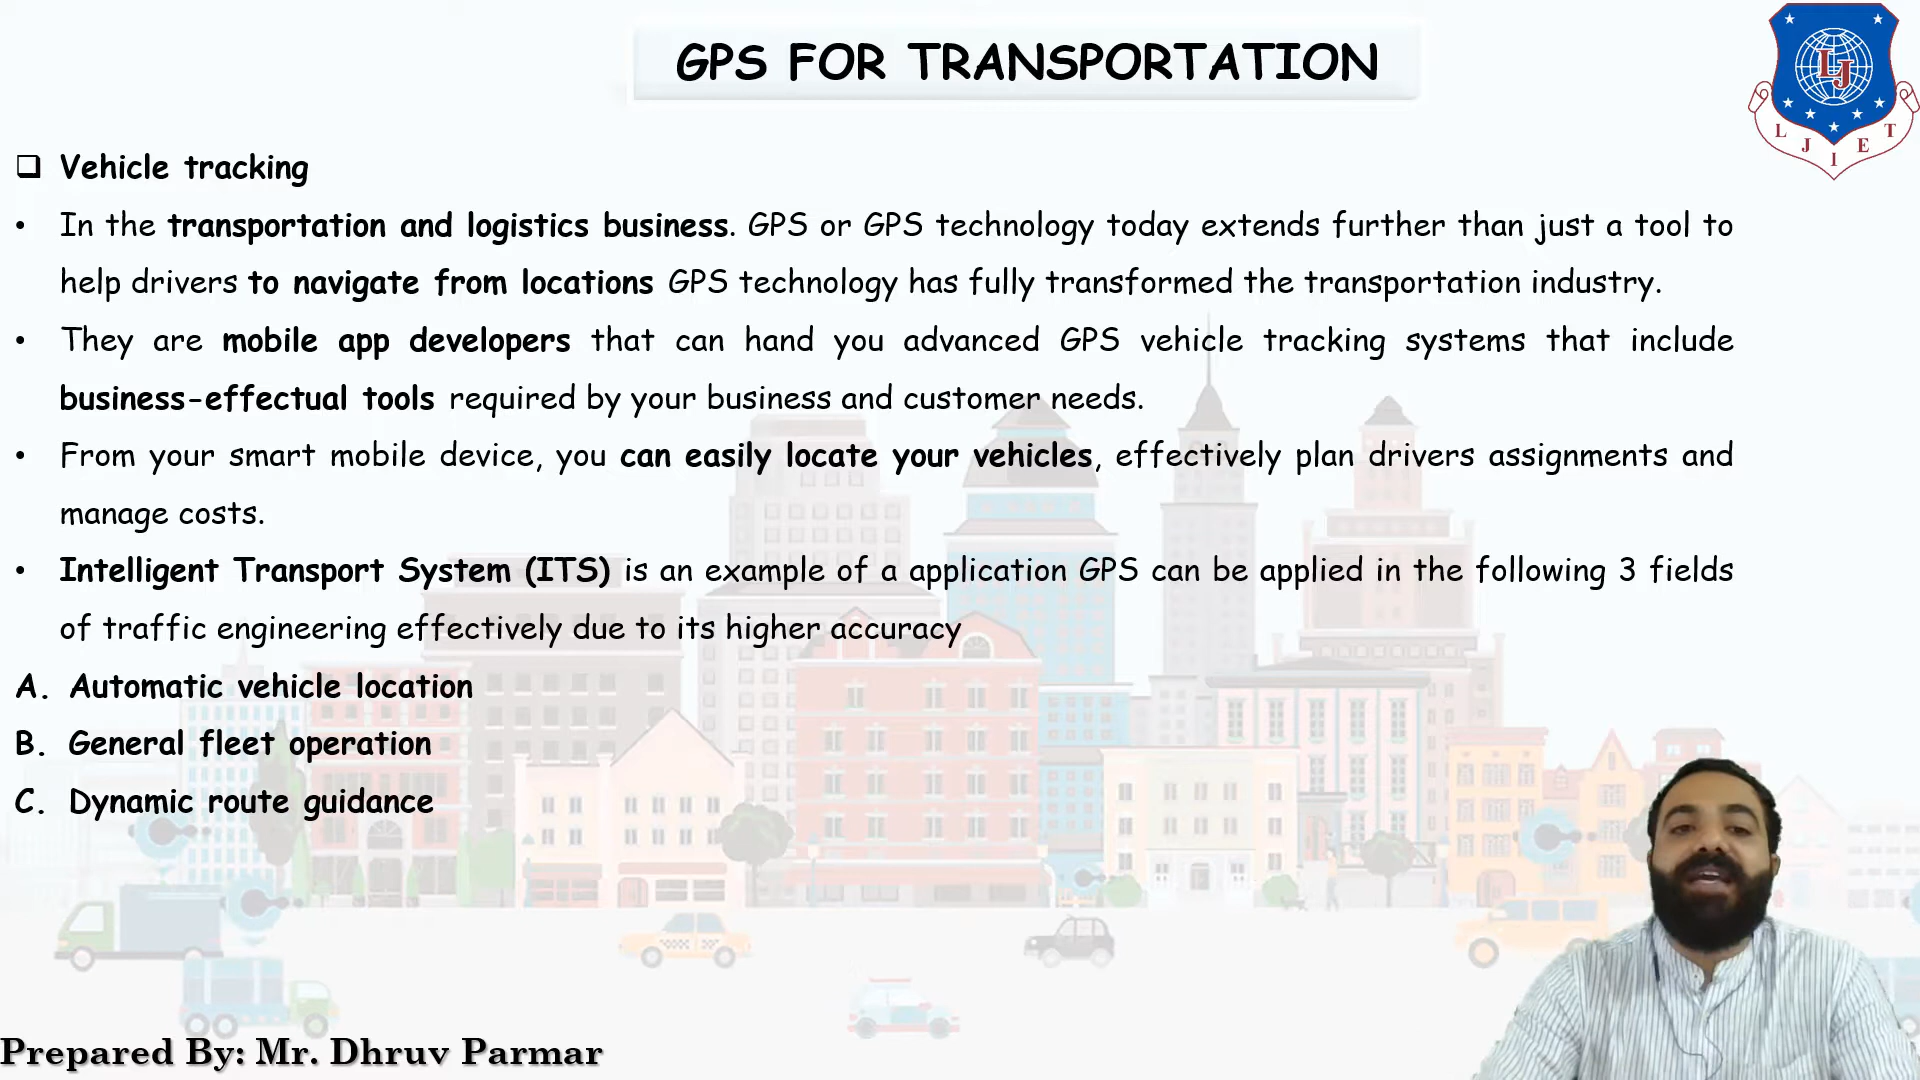 GPS FOR TRANSPORTATION
LJ
L J I E T
Vehicle tracking
• In the transportation and logistics business. GPS or GPS technology today extends further than just a tool to
help drivers to navigate from locations GPS technology has fully transformed the transportation industry.
• They are mobile app developers that can hand you advanced GPS vehicle tracking systems that include
business-effectual tools required by your business and customer needs.
• From your smart mobile device, you can easily locate your vehicles, effectively plan drivers assignments and
manage costs.
• Intelligent Transport System (ITS) is an example of a application GPS can be applied in the following 3 fields
of traffic engineering effectively due to its higher accuracy
A. Automatic vehicle location
B. General fleet operation
C. Dynamic route guidance
Prepared By: Mr. Dhruv Parmar